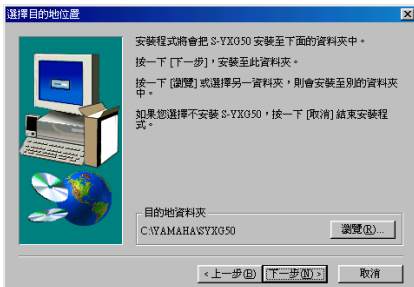 選擇目的地位置
安裝程式將會把 S-YXG50 安裝至下面的資料夾中。
按一下 [下一步]，安裝至此資料夾。
按一下 [瀏覽] 或選擇另一資料夾，則會安裝至別的資料夾
中。
如果您選擇不安裝 S-YXG50，按一下 [取消] 結束安裝程
式。
目的地資料夾
C:\YAMAHA\SYXG50
瀏覽(R)...
< 上一步(B)
下一步(N) >
取消